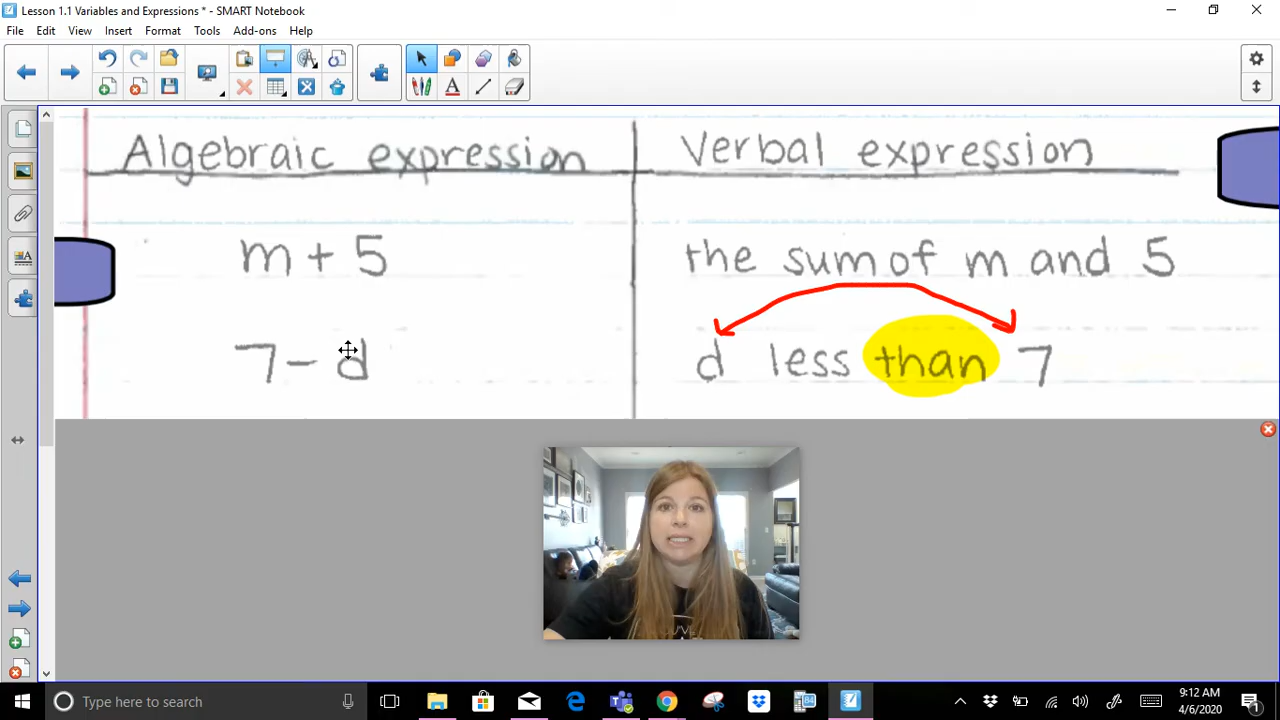 Lesson 1.1 Variables and Expressions * - SMART Notebook
File Edit View Insert Format Tools Add-ons Help
Algebraic expression
Verbal expression
m + 5
the sum of m and 5
7 - d
d less than 7
Type here to search
9:12 AM
4/6/2020